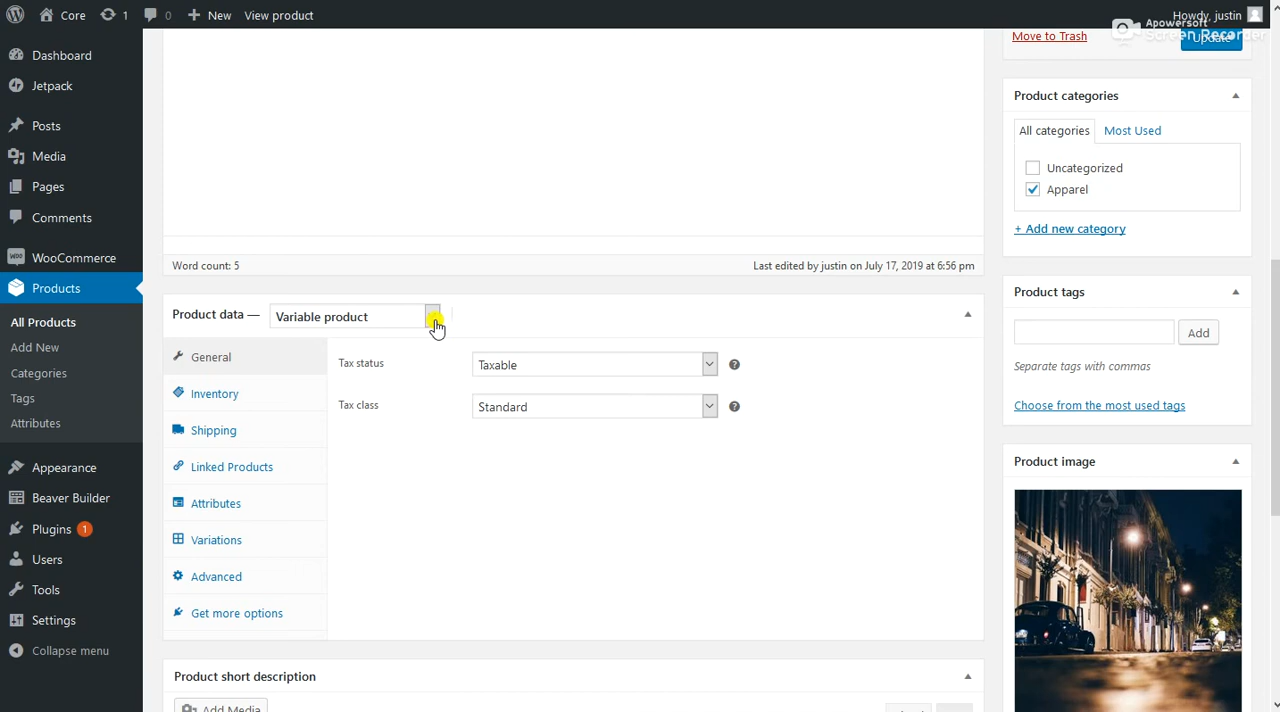 Core 1 0 New View product Howdy, justin
Apowersoft
Screen Recorder
Dashboard
Jetpack
Posts
Media
Pages
Comments
WooCommerce
Products
All Products
Add New
Categories
Tags
Attributes
Appearance
Beaver Builder
Plugins 1
Users
Tools
Settings
Collapse menu
Word count: 5 Last edited by justin on July 17, 2019 at 6:56 pm
Product data — Variable product
General
Inventory
Shipping
Linked Products
Attributes
Variations
Advanced
Get more options
Tax status Taxable
Tax class Standard
Product short description
Add Media
Move to Trash Update
Product categories
All categories Most Used
Uncategorized
Apparel
+ Add new category
Product tags
Add
Separate tags with commas
Choose from the most used tags
Product image